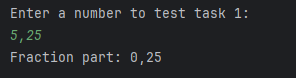 Enter a number to test task 1:
5,25
Fraction part: 0,25